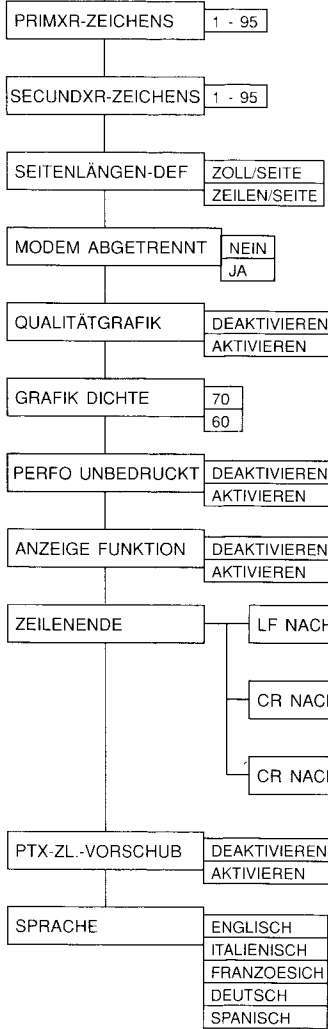 PRIMXR-ZEICHENS 1 - 95
SECUNDXR-ZEICHENS 1 - 95
SEITENLÄNGEN-DEF ZOLL/SEITE
ZEILEN/SEITE
MODEM ABGETRENNT NEIN
JA
QUALITÄTGRAFIK DEAKTIVIEREN
AKTIVIEREN
GRAFIK DICHTE 70
60
PERFO UNBEDRUCKT DEAKTIVIEREN
AKTIVIEREN
ANZEIGE FUNKTION DEAKTIVIEREN
AKTIVIEREN
ZEILENENDE LF NACH
CR NACH
CR NACH
PTX-ZL.-VORSCHUB DEAKTIVIEREN
AKTIVIEREN
SPRACHE ENGLISCH
ITALIENISCH
FRANZOESICH
DEUTSCH
SPANISCH